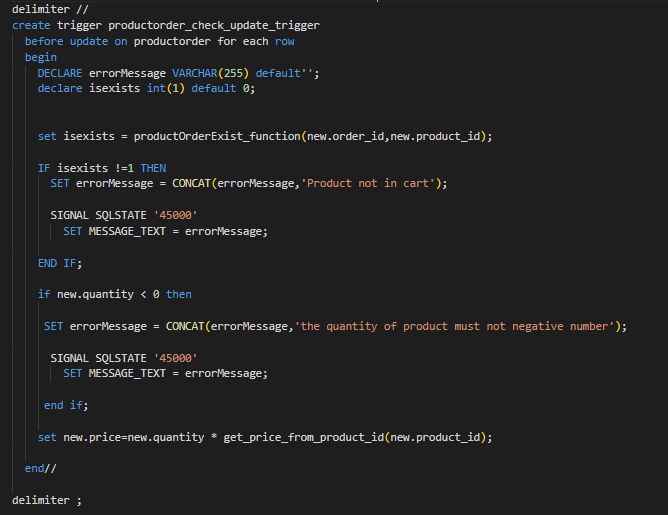 delimiter //
create trigger productorder_check_update_trigger
before update on productorder for each row
begin
DECLARE errorMessage VARCHAR(255) default'';
declare isexists int(1) default 0;
set isexists = productOrderExist_function(new.order_id,new.product_id);
IF isexists !=1 THEN
SET errorMessage = CONCAT(errorMessage,'Product not in cart');
SIGNAL SQLSTATE '45000'
SET MESSAGE_TEXT = errorMessage;
END IF;
if new.quantity < 0 then
SET errorMessage = CONCAT(errorMessage,'the quantity of product must not negative number');
SIGNAL SQLSTATE '45000'
SET MESSAGE_TEXT = errorMessage;
end if;
set new.price=new.quantity * get_price_from_product_id(new.product_id);
end//
delimiter ;